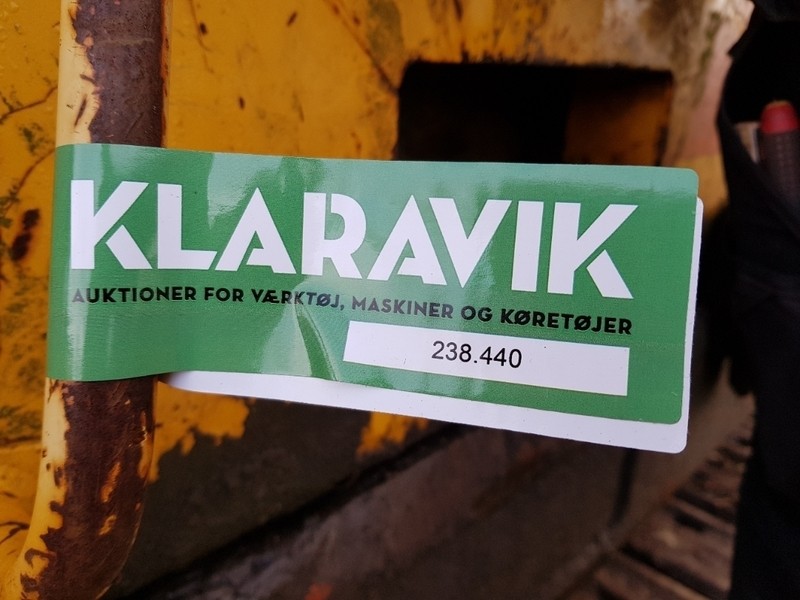 KLARAVIK
AUKTIONER FOR VÆRKTØJ, MASKINER OG KØRETØJER
238.440